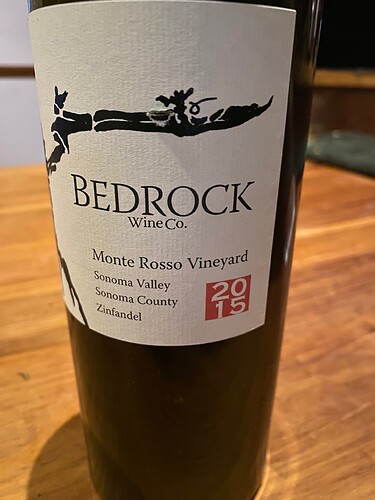 BEDROCK
Wine Co.
Monte Rosso Vineyard
Sonoma Valley
Sonoma County
Zinfandel
20
15